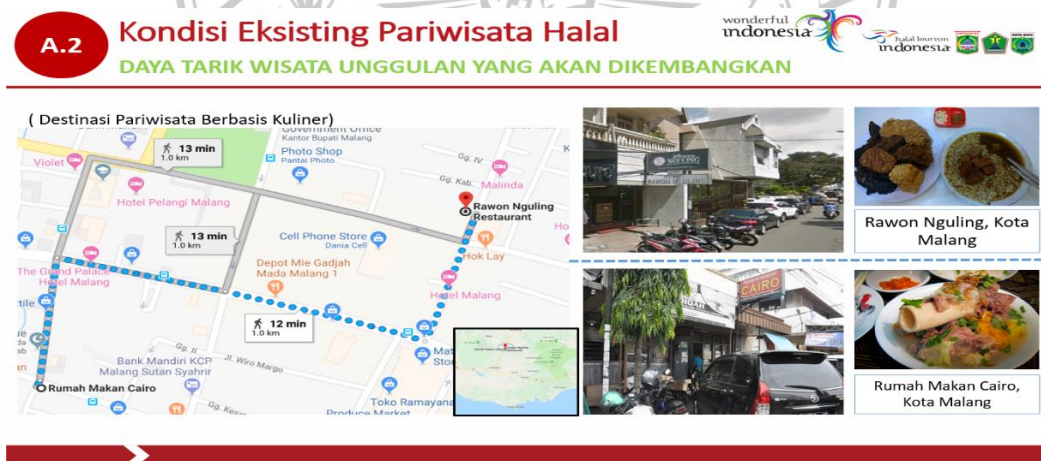 A.2
Kondisi Eksisting Pariwisata Halal
DAYA TARIK WISATA UNGGULAN YANG AKAN DIKEMBANGKAN
wonderful
indonesia
halal tourism
indonesia
( Destinasi Pariwisata Berbasis Kuliner)
Government Office
Kantor Bupati Malang
Photo Shop
Pantai Photo
Violet
13 min
1.0 km
Hotel Pelangi Malang
Gg. IV
Gg. Kab.
Malinda
Rawon Nguling
Restaurant
13 min
1.0 km
Cell Phone Store
Dania Cell
Hok Lay
The Grand Palace
Hotel Malang
Depot Mie Gadjah
Mada Malang 1
Hotel Malang
12 min
1.0 km
Gg. II
Jl. Wiro Margo
Bank Mandiri KCP
Malang Sutan Syahrir
Rumah Makan Cairo
Toko Ramayana
Produce Market
NGULING
CAIRO
Rawon Nguling, Kota
Malang
Rumah Makan Cairo,
Kota Malang